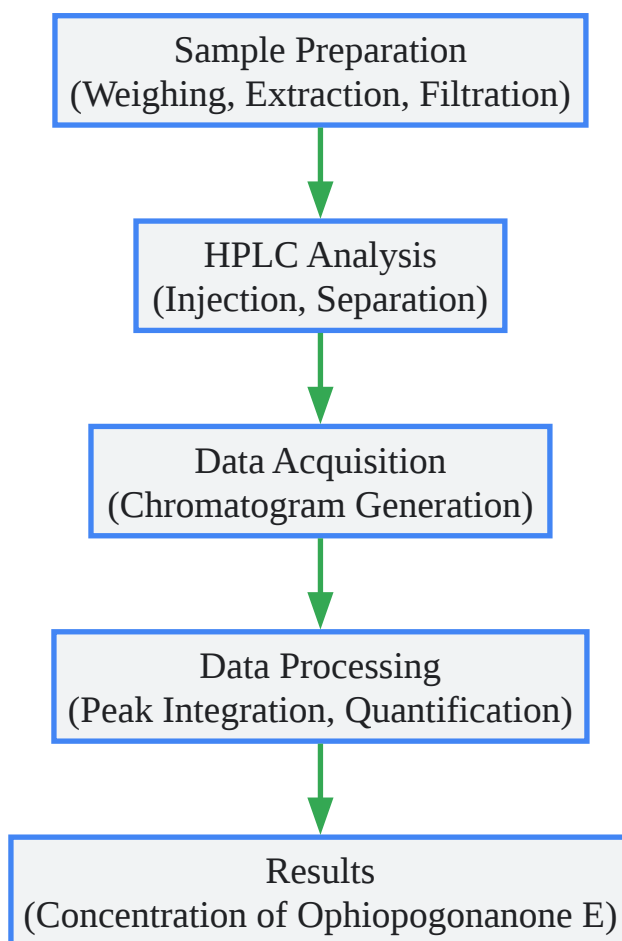 Sample Preparation
(Weighing, Extraction, Filtration)
HPLC Analysis
(Injection, Separation)
Data Acquisition
(Chromatogram Generation)
Data Processing
(Peak Integration, Quantification)
Results
(Concentration of Ophiopogonanone E)